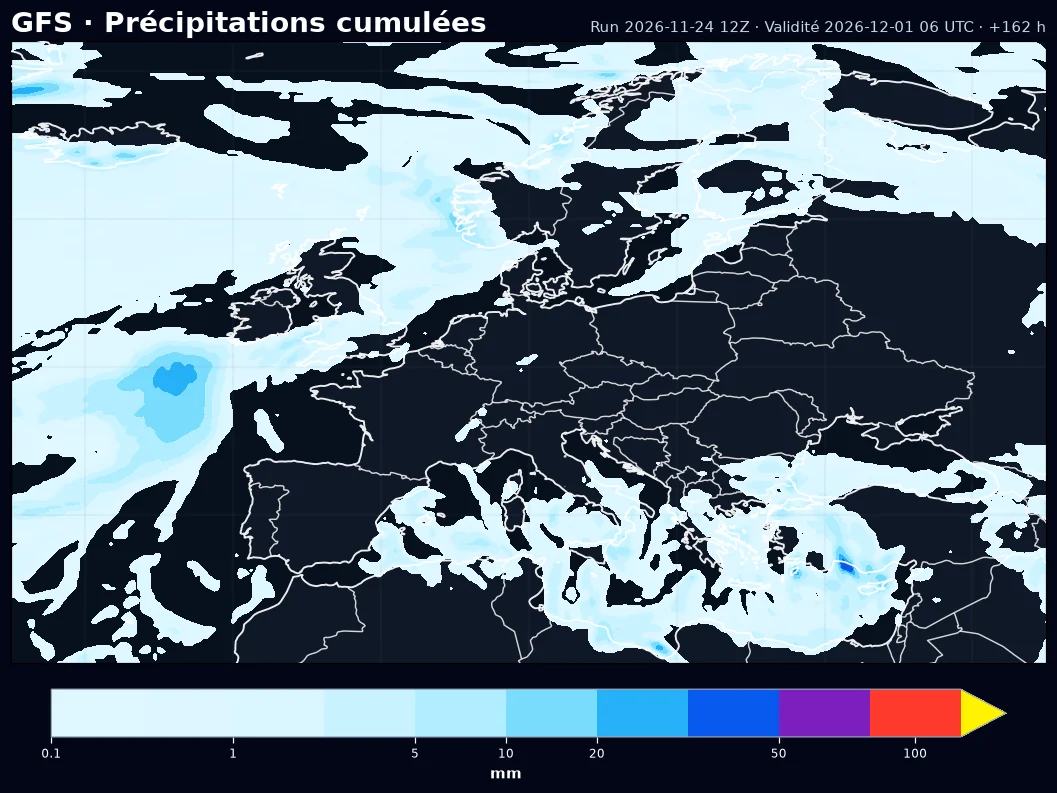 GFS · Précipitations cumulées
Run 2026-11-24 12Z · Validité 2026-12-01 06 UTC · +162 h
0.1 1 5 10 20 50 100
mm